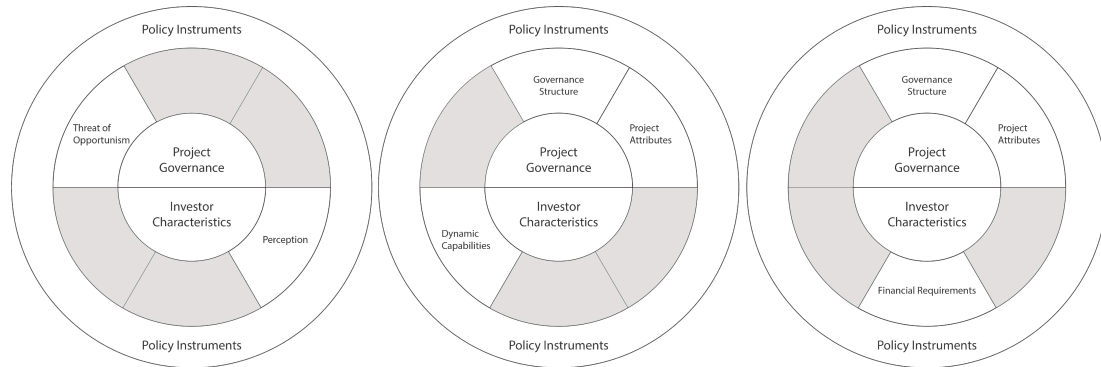 Policy Instruments
Threat of
Opportunism
Project
Governance
Investor
Characteristics
Perception
Policy Instruments
Policy Instruments
Governance
Structure
Project
Attributes
Project
Governance
Investor
Characteristics
Dynamic
Capabilities
Policy Instruments
Policy Instruments
Governance
Structure
Project
Attributes
Project
Governance
Investor
Characteristics
Financial Requirements
Policy Instruments